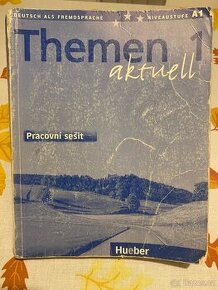 DEUTSCH ALS FREMDSPRACHE
NIVEAUSTUFE A1
Themen 1
aktuell
Pracovní sešit
Hueber